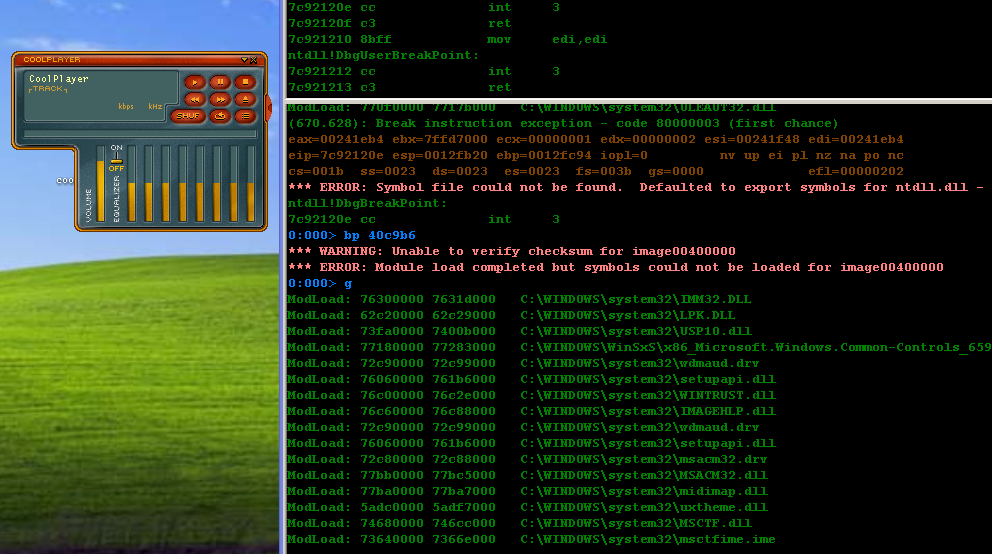 COOLPLAYER
CoolPlayer
TRACK
kbps kHz
SHUF
ON
OFF
VOLUME
EQUALIZER
coo
7c92120e cc int 3
7c92120f c3 ret
7c921210 8bff mov edi,edi
ntdll!DbgUserBreakPoint:
7c921212 cc int 3
7c921213 c3 ret
ModLoad: 770f0000 7717b000 C:\WINDOWS\system32\OLEAUT32.dll
(670.628): Break instruction exception - code 80000003 (first chance)
eax=00241eb4 ebx=7ffd7000 ecx=00000001 edx=00000002 esi=00241f48 edi=00241eb4
eip=7c92120e esp=0012fb20 ebp=0012fc94 iopl=0 nv up ei pl nz na po nc
cs=001b ss=0023 ds=0023 es=0023 fs=003b gs=0000 efl=00000202
*** ERROR: Symbol file could not be found. Defaulted to export symbols for ntdll.dll -
ntdll!DbgBreakPoint:
7c92120e cc int 3
0:000> bp 40c9b6
*** WARNING: Unable to verify checksum for image00400000
*** ERROR: Module load completed but symbols could not be loaded for image00400000
0:000> g
ModLoad: 76300000 7631d000 C:\WINDOWS\system32\IMM32.DLL
ModLoad: 62c20000 62c29000 C:\WINDOWS\system32\LPK.DLL
ModLoad: 73fa0000 7400b000 C:\WINDOWS\system32\USP10.dll
ModLoad: 77180000 77283000 C:\WINDOWS\WinSxS\x86_Microsoft.Windows.Common-Controls_659
ModLoad: 72c90000 72c99000 C:\WINDOWS\system32\wdmaud.drv
ModLoad: 76060000 761b6000 C:\WINDOWS\system32\setupapi.dll
ModLoad: 76c00000 76c2e000 C:\WINDOWS\system32\WINTRUST.dll
ModLoad: 76c60000 76c88000 C:\WINDOWS\system32\IMAGEHLP.dll
ModLoad: 72c90000 72c99000 C:\WINDOWS\system32\wdmaud.drv
ModLoad: 76060000 761b6000 C:\WINDOWS\system32\setupapi.dll
ModLoad: 72c80000 72c88000 C:\WINDOWS\system32\msacm32.drv
ModLoad: 77bb0000 77bc5000 C:\WINDOWS\system32\MSACM32.dll
ModLoad: 77ba0000 77ba7000 C:\WINDOWS\system32\midimap.dll
ModLoad: 5adc0000 5adf7000 C:\WINDOWS\system32\uxtheme.dll
ModLoad: 74680000 746cc000 C:\WINDOWS\system32\MSCTF.dll
ModLoad: 73640000 7366e000 C:\WINDOWS\system32\msctfime.ime